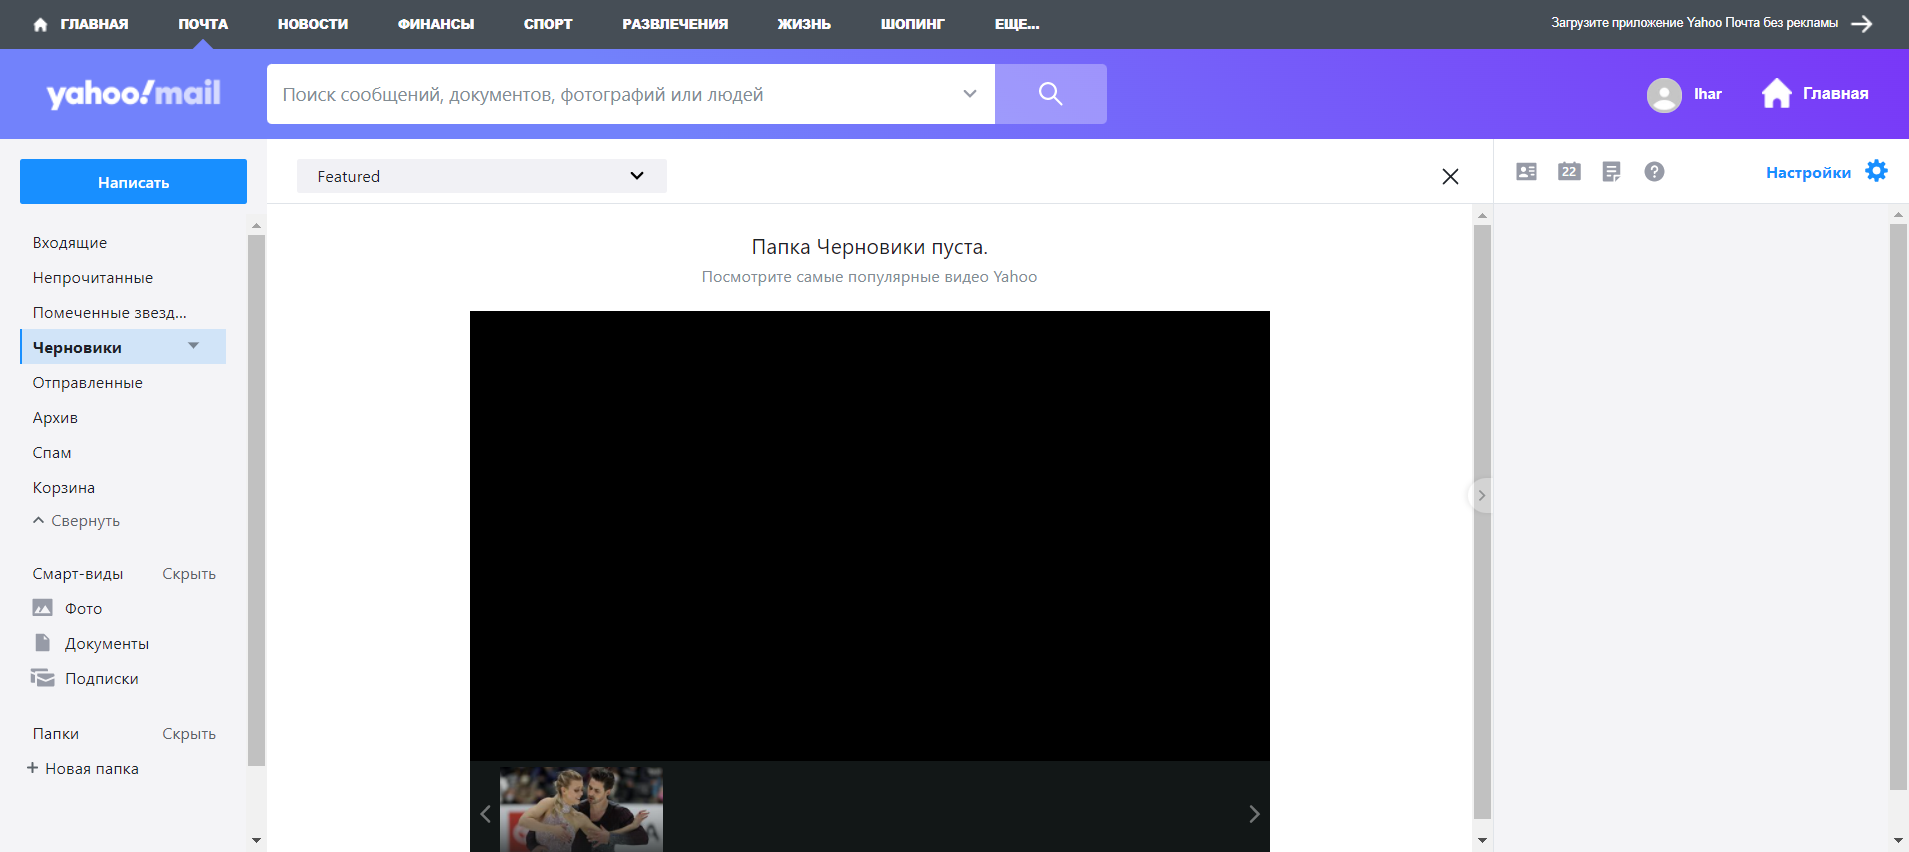 ГЛАВНАЯ ПОЧТА НОВОСТИ ФИНАНСЫ СПОРТ РАЗВЛЕЧЕНИЯ ЖИЗНЬ ШОПИНГ ЕЩЕ... Загрузите приложение Yahoo Почта без рекламы
yahoo!mail Поиск сообщений, документов, фотографий или людей Ihar Главная
Написать Featured 22 ? Настройки
Входящие
Непрочитанные
Помеченные звезд...
Черновики
Отправленные
Архив
Спам
Корзина
Свернуть
Смарт-виды Скрыть
Фото
Документы
Подписки
Папки Скрыть
+ Новая папка
Папка Черновики пуста.
Посмотрите самые популярные видео Yahoo